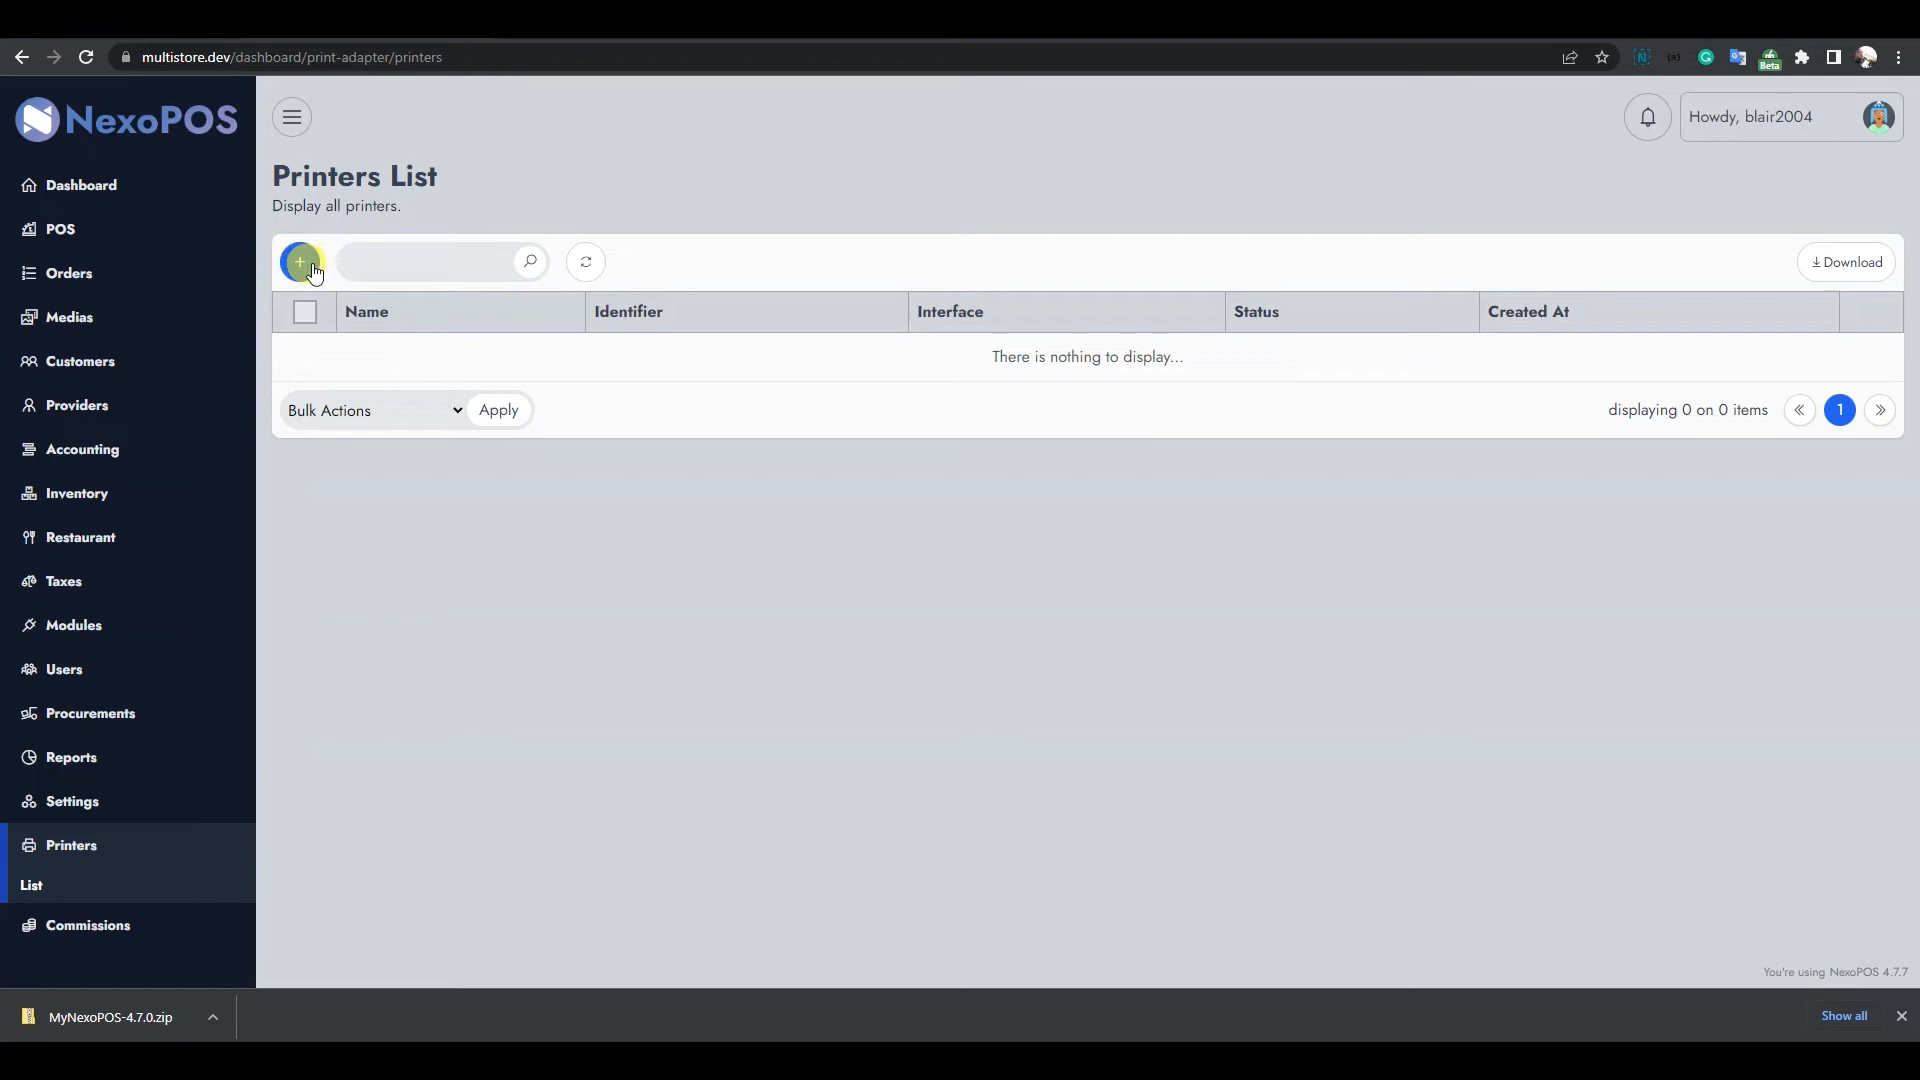 multistore.dev/dashboard/print-adapter/printers
Beta
NexoPOS
Howdy, blair2004
Dashboard
POS
Orders
Medias
Customers
Providers
Accounting
Inventory
Restaurant
Taxes
Modules
Users
Procurements
Reports
Settings
Printers
List
Commissions
Printers List
Display all printers.
+
Download
Name Identifier Interface Status Created At
There is nothing to display...
Bulk Actions Apply displaying 0 on 0 items « 1 »
You're using NexoPOS 4.7.7
MyNexoPOS-4.7.0.zip
Show all